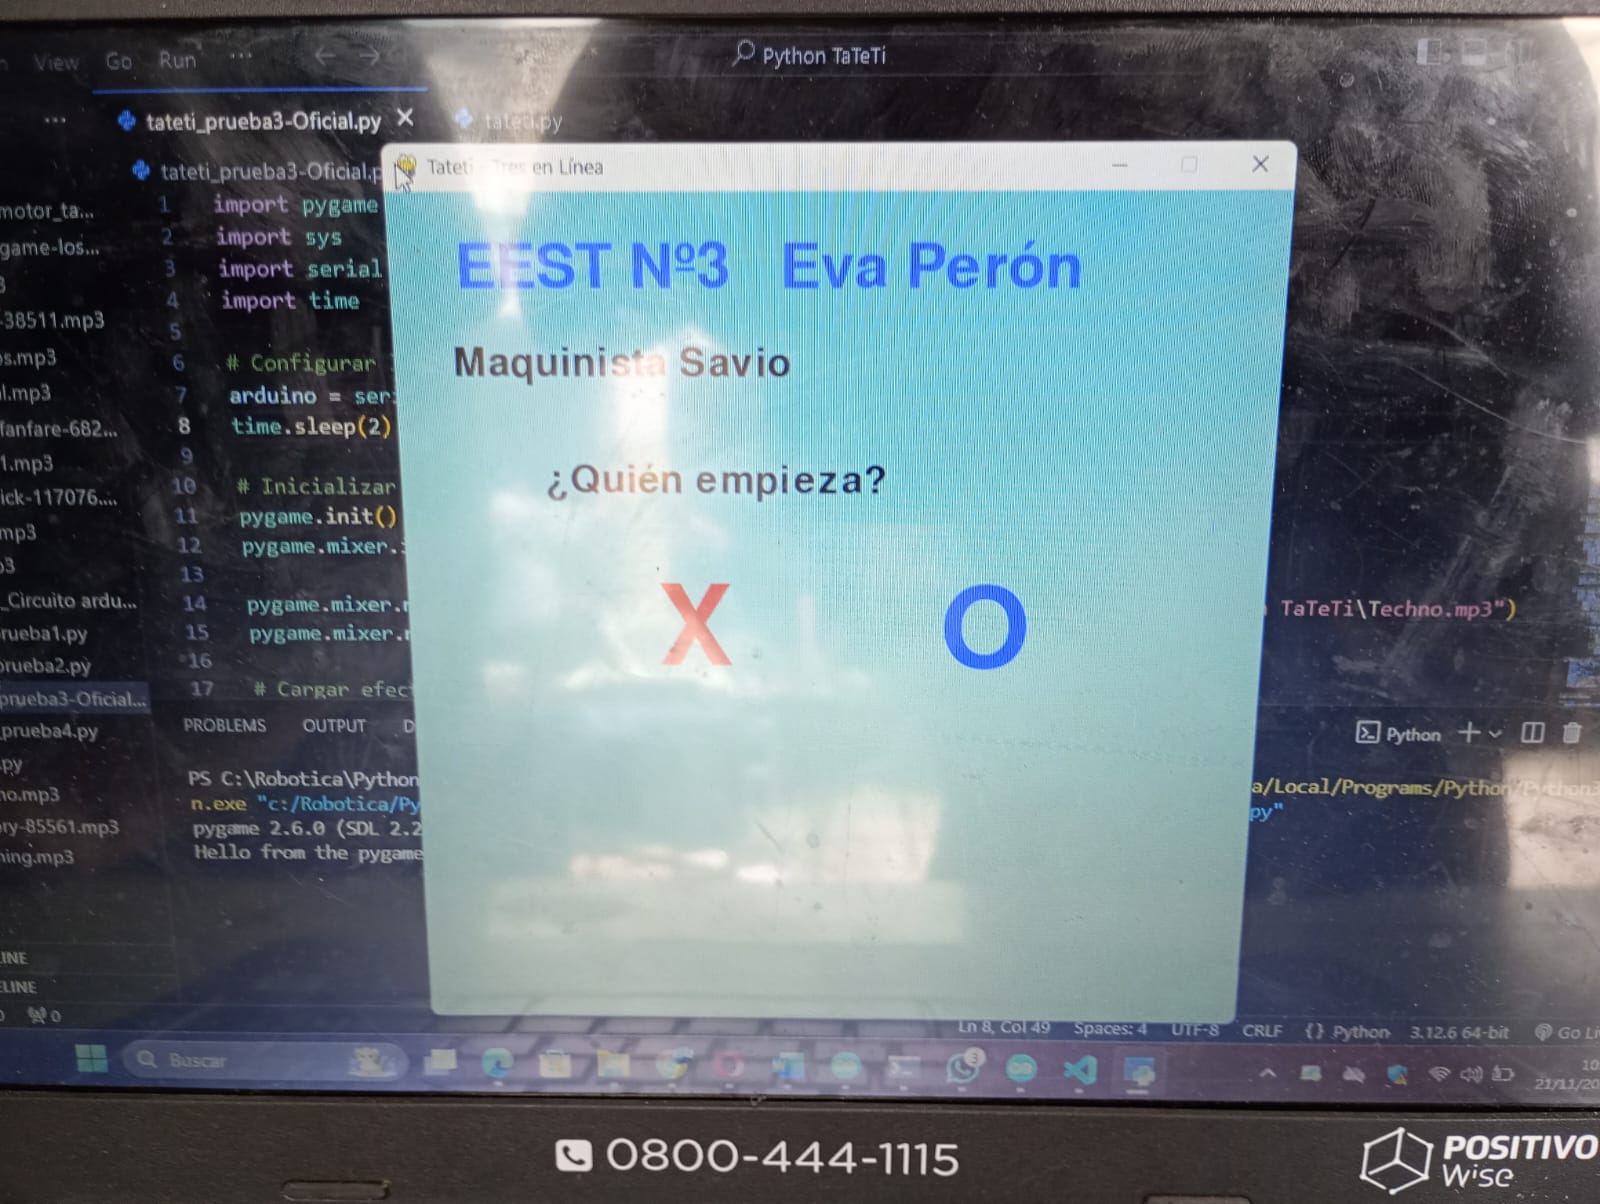 View Go Run ...
Python TaTeTi
tateti_prueba3-Oficial.py
tateti.py
tateti_prueba3-Oficial.p
1 import pygame
2 import sys
3 import serial
4 import time
5
6 # Configurar
7 arduino = ser
8 time.sleep(2)
9
10 # Inicializar
11 pygame.init()
12 pygame.mixer.
13
14 pygame.mixer.
TaTeTi\Techno.mp3")
15 pygame.mixer.
16
17 # Cargar efec
motor_ta...
game-los...
-38511.mp3
s.mp3
l.mp3
fanfare-682...
1.mp3
ick-117076....
mp3
_Circuito ardu...
rueba1.py
rueba2.py
prueba3-Oficial...
prueba4.py
.py
no.mp3
ry-85561.mp3
ning.mp3
Tateti - Tres en Línea
EEST Nº3 Eva Perón
Maquinista Savio
¿Quién empieza?
X O
PROBLEMS OUTPUT D
Python
PS C:\Robotica\Python
a/Local/Programs/Python/Python3
n.exe "c:/Robotica/Py
py"
pygame 2.6.0 (SDL 2.2
Hello from the pygame
INE
ELINE
0
Ln 8, Col 49 Spaces: 4 UTF-8 CRLF {} Python 3.12.6 64-bit Go Li
Buscar
3
10:
21/11/20
0800-444-1115
POSITIVO
Wise